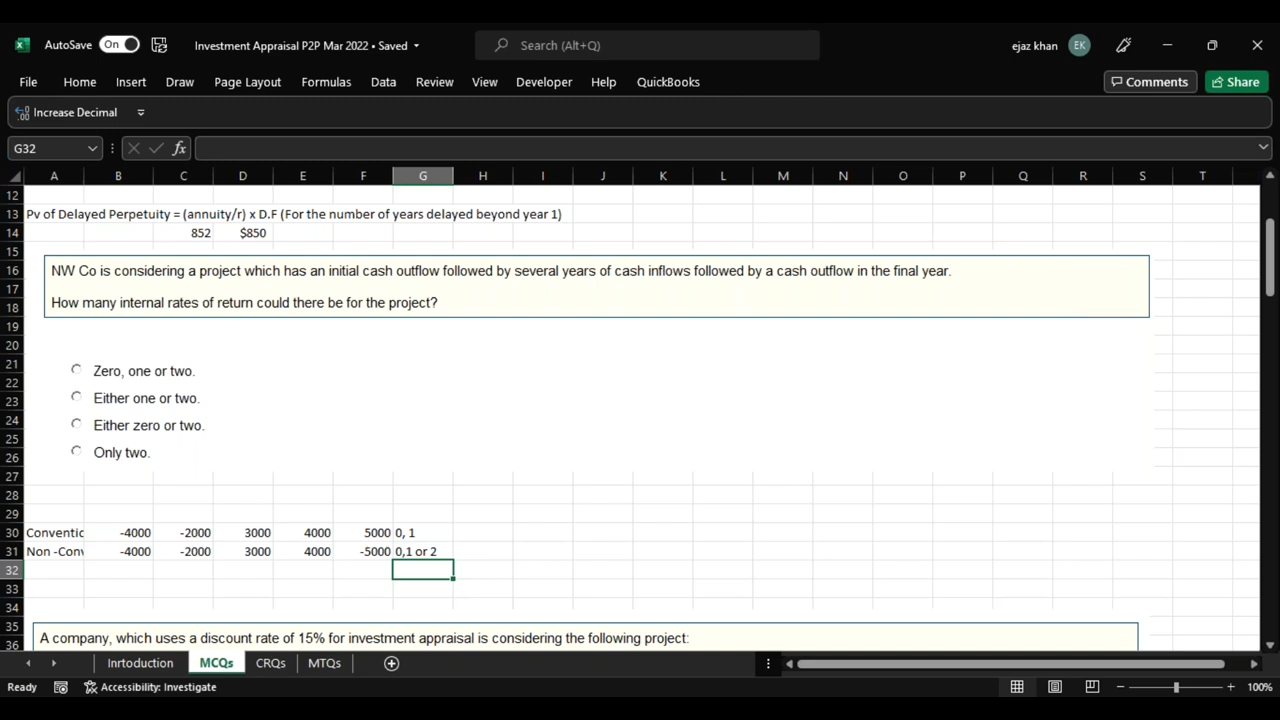 AutoSave On Investment Appraisal P2P Mar 2022 • Saved Search (Alt+Q) ejaz khan EK
File Home Insert Draw Page Layout Formulas Data Review View Developer Help QuickBooks Comments Share
Increase Decimal
G32 fx
A B C D E F G H I J K L M N O P Q R S T
12
13 Pv of Delayed Perpetuity = (annuity/r) x D.F (For the number of years delayed beyond year 1)
14 852 $850
15
16 NW Co is considering a project which has an initial cash outflow followed by several years of cash inflows followed by a cash outflow in the final year.
17
18 How many internal rates of return could there be for the project?
19
20
21 Zero, one or two.
22
23 Either one or two.
24 Either zero or two.
25
26 Only two.
27
28
29
30 Conventic -4000 -2000 3000 4000 5000 0, 1
31 Non -Conv -4000 -2000 3000 4000 -5000 0,1 or 2
32
33
34
35
36 A company, which uses a discount rate of 15% for investment appraisal is considering the following project:
Inrtoduction MCQs CRQs MTQs
Ready Accessibility: Investigate 100%